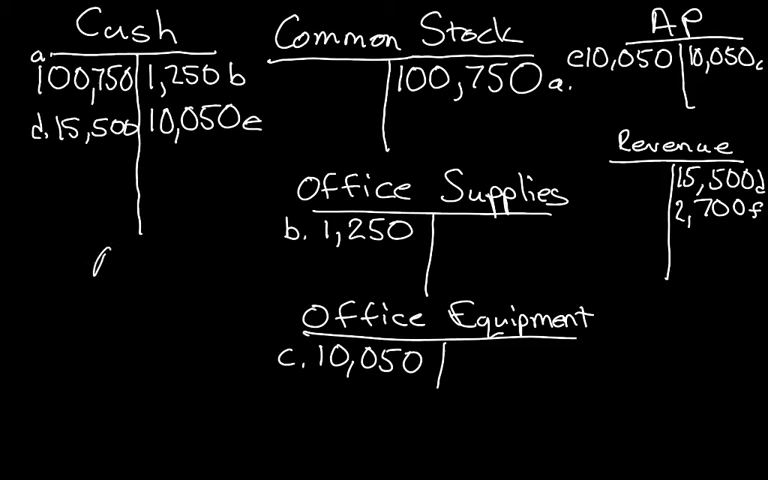 Cash
a
100,750 1,250 b
d. 15,500 10,050 e
Common Stock
100,750 a.
Office Supplies
b. 1,250
Office Equipment
c. 10,050
AP
e 10,050 10,050 c
Revenue
15,500 d
2,700 f